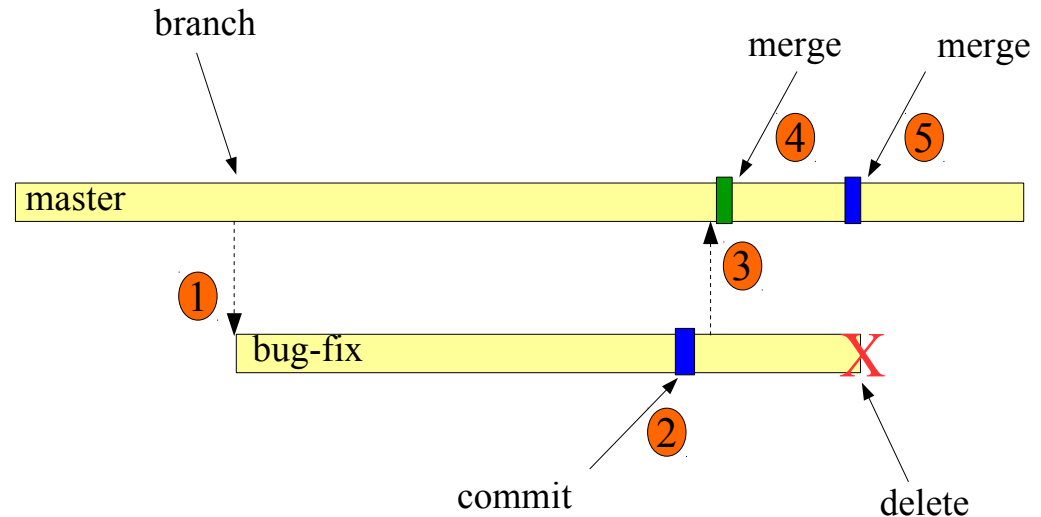 branch
merge
merge
4
5
master
3
1
bug-fix
X
2
commit
delete